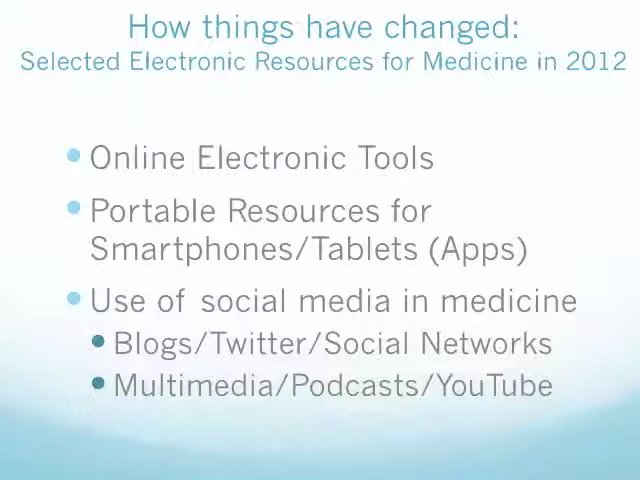 How things have changed:
Selected Electronic Resources for Medicine in 2012
• Online Electronic Tools
• Portable Resources for
Smartphones/Tablets (Apps)
• Use of social media in medicine
• Blogs/Twitter/Social Networks
• Multimedia/Podcasts/YouTube